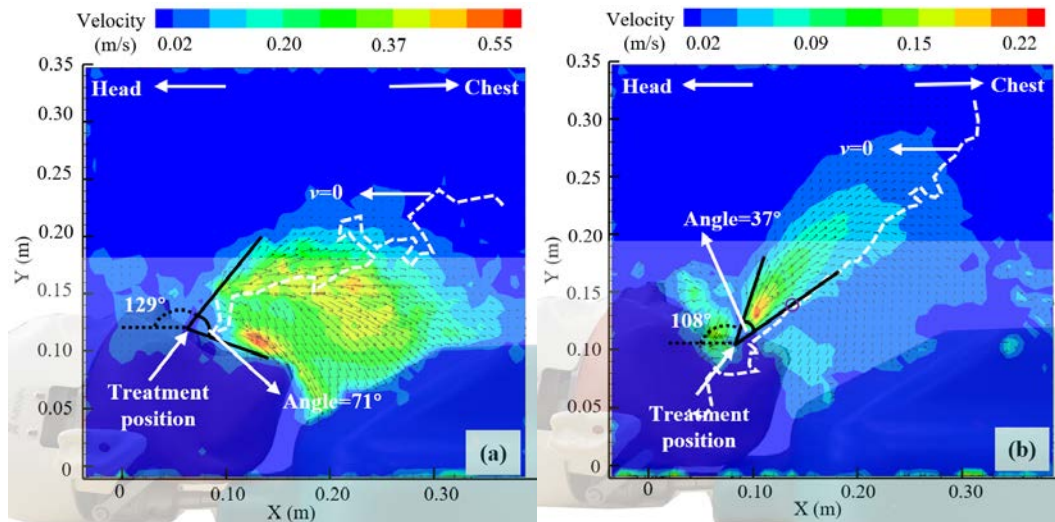 Velocity
(m/s)
0.02 0.20 0.37 0.55
0.35
0.30
0.25
0.20
0.15
0.10
0.05
0
Y (m)
Head
Chest
v=0
129°
Treatment
position
Angle=71°
(a)
0 0.10 0.20 0.30
X (m)
Velocity
(m/s)
0.02 0.09 0.15 0.22
0.35
0.30
0.25
0.20
0.15
0.10
0.05
0
Y (m)
Head
Chest
v=0
Angle=37°
108°
Treatment
position
(b)
0 0.10 0.20 0.30
X (m)